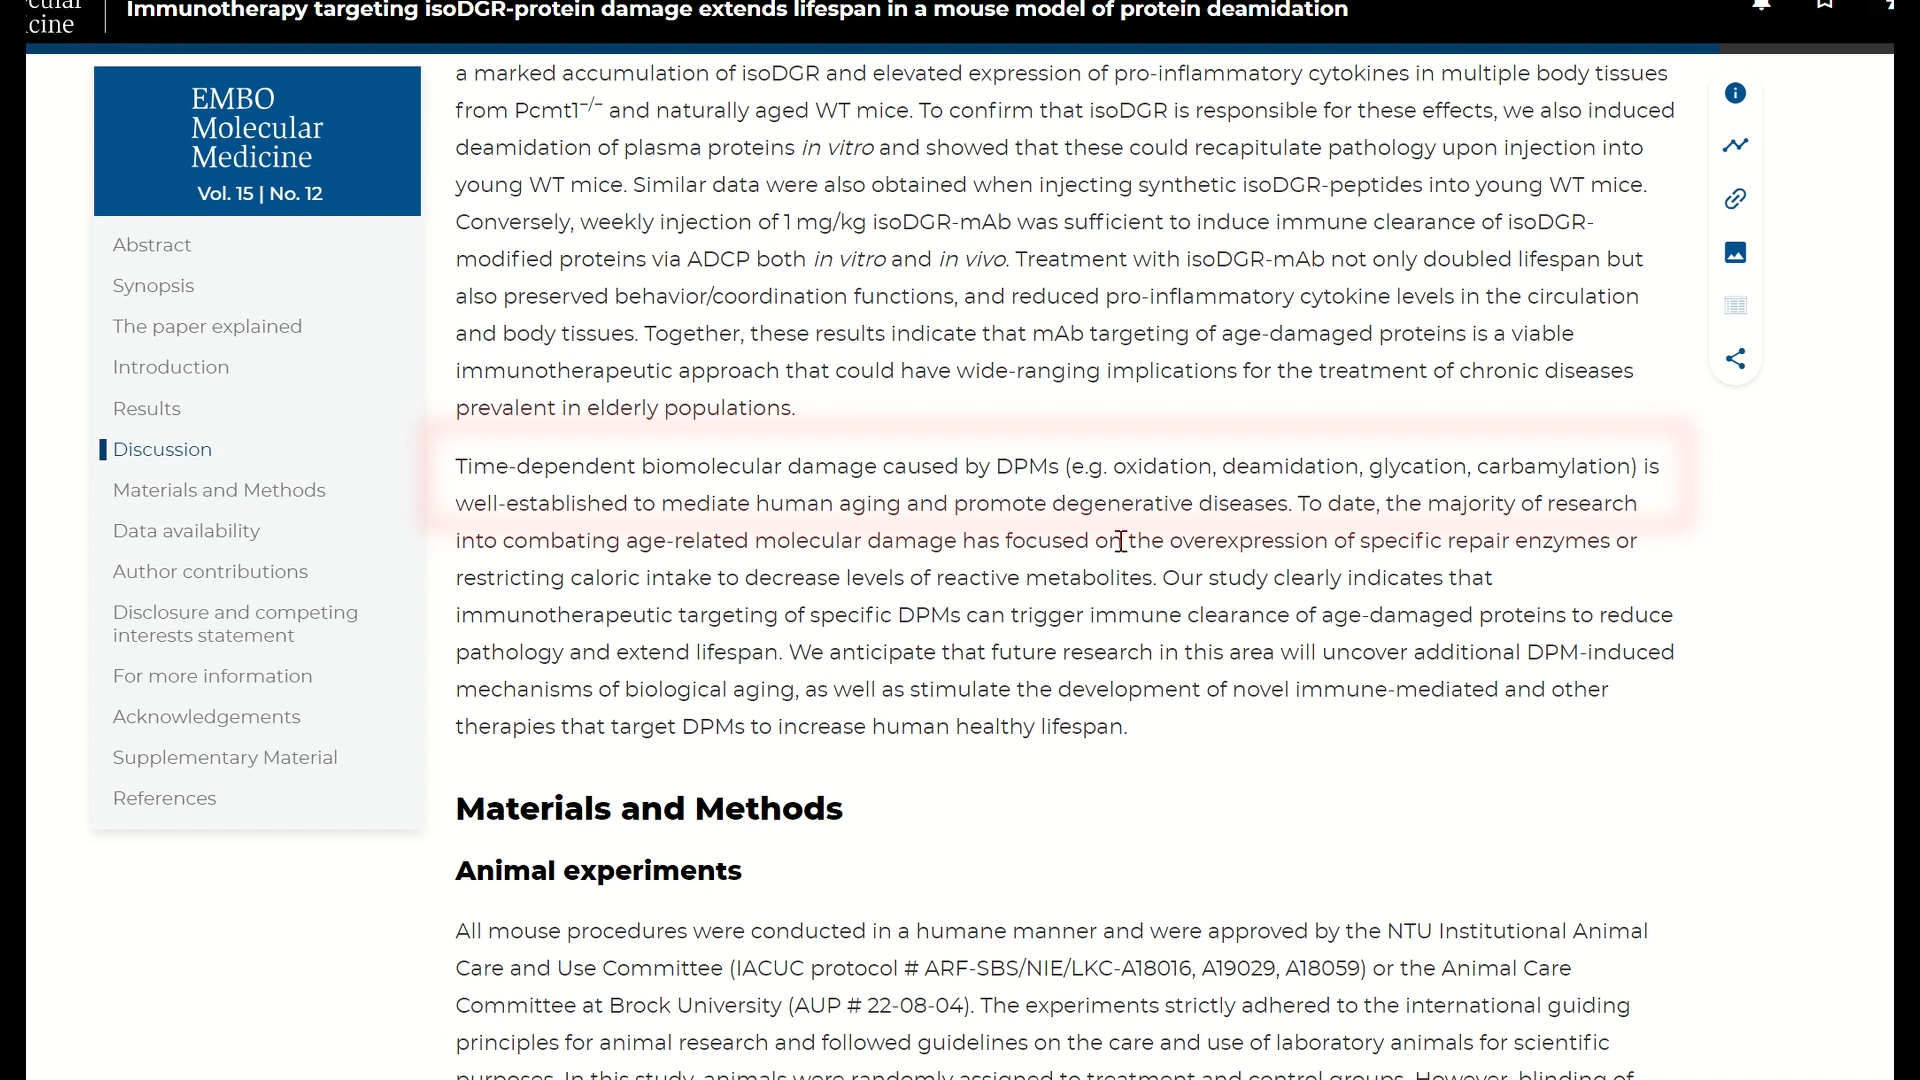 Immunotherapy targeting isoDGR-protein damage extends lifespan in a mouse model of protein deamidation
EMBO
Molecular
Medicine
Vol. 15 | No. 12
Abstract
Synopsis
The paper explained
Introduction
Results
Discussion
Materials and Methods
Data availability
Author contributions
Disclosure and competing
interests statement
For more information
Acknowledgements
Supplementary Material
References
a marked accumulation of isoDGR and elevated expression of pro-inflammatory cytokines in multiple body tissues
from Pcmt1⁻/⁻ and naturally aged WT mice. To confirm that isoDGR is responsible for these effects, we also induced
deamidation of plasma proteins in vitro and showed that these could recapitulate pathology upon injection into
young WT mice. Similar data were also obtained when injecting synthetic isoDGR-peptides into young WT mice.
Conversely, weekly injection of 1 mg/kg isoDGR-mAb was sufficient to induce immune clearance of isoDGR-
modified proteins via ADCP both in vitro and in vivo. Treatment with isoDGR-mAb not only doubled lifespan but
also preserved behavior/coordination functions, and reduced pro-inflammatory cytokine levels in the circulation
and body tissues. Together, these results indicate that mAb targeting of age-damaged proteins is a viable
immunotherapeutic approach that could have wide-ranging implications for the treatment of chronic diseases
prevalent in elderly populations.
Time-dependent biomolecular damage caused by DPMs (e.g. oxidation, deamidation, glycation, carbamylation) is
well-established to mediate human aging and promote degenerative diseases. To date, the majority of research
into combating age-related molecular damage has focused on the overexpression of specific repair enzymes or
restricting caloric intake to decrease levels of reactive metabolites. Our study clearly indicates that
immunotherapeutic targeting of specific DPMs can trigger immune clearance of age-damaged proteins to reduce
pathology and extend lifespan. We anticipate that future research in this area will uncover additional DPM-induced
mechanisms of biological aging, as well as stimulate the development of novel immune-mediated and other
therapies that target DPMs to increase human healthy lifespan.
Materials and Methods
Animal experiments
All mouse procedures were conducted in a humane manner and were approved by the NTU Institutional Animal
Care and Use Committee (IACUC protocol # ARF-SBS/NIE/LKC-A18016, A19029, A18059) or the Animal Care
Committee at Brock University (AUP # 22-08-04). The experiments strictly adhered to the international guiding
principles for animal research and followed guidelines on the care and use of laboratory animals for scientific
purposes. In this study, animals were randomly assigned to treatment and control groups. However, blinding of